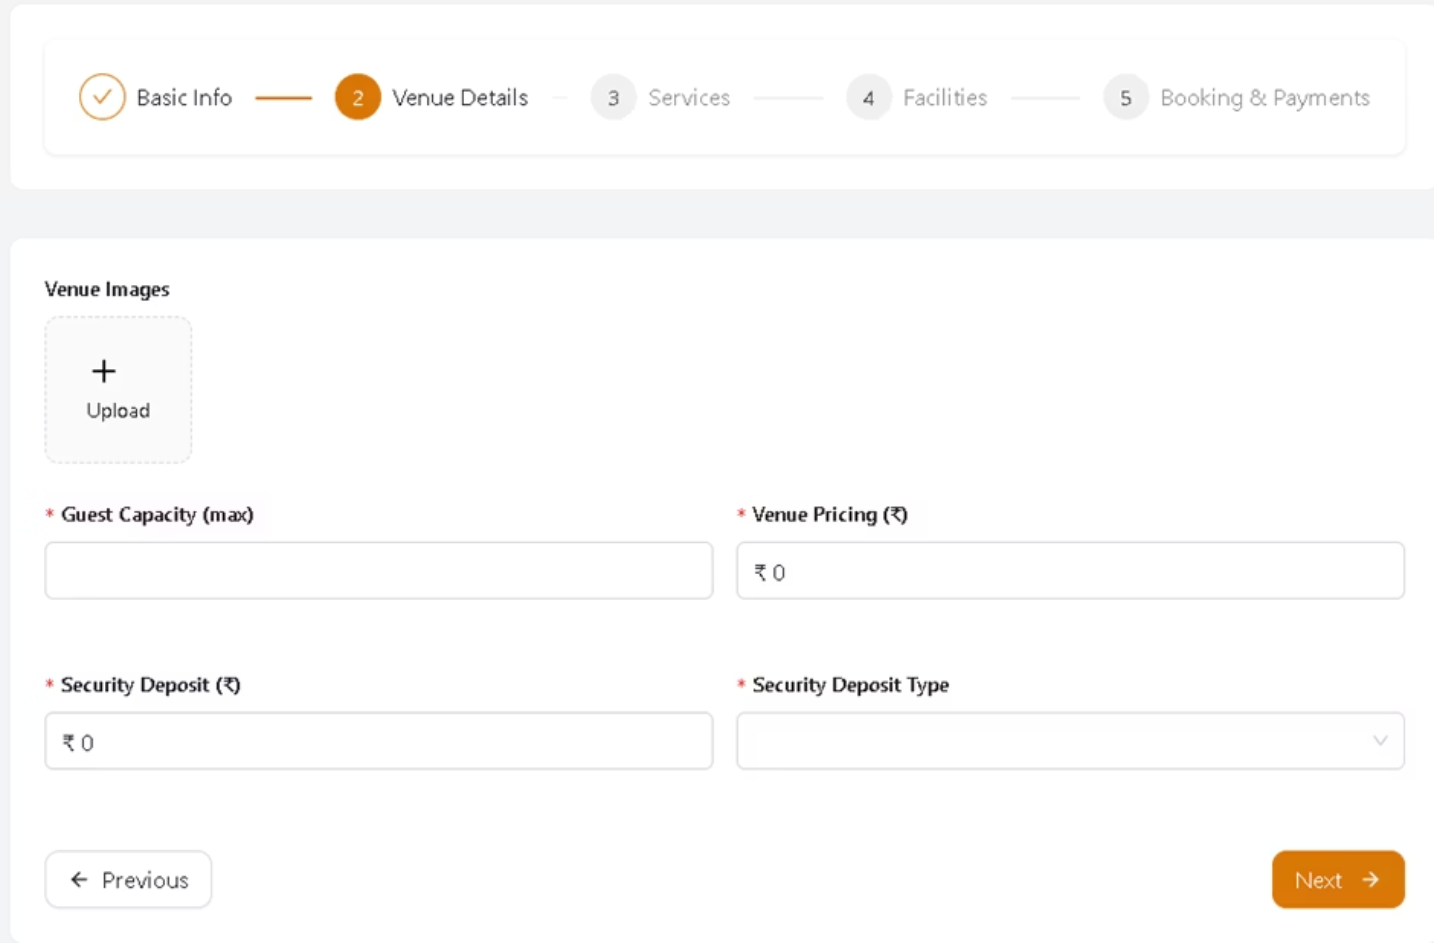 Basic Info 2 Venue Details 3 Services 4 Facilities 5 Booking & Payments
Venue Images
+
Upload
* Guest Capacity (max) * Venue Pricing (₹)
₹ 0
* Security Deposit (₹) * Security Deposit Type
₹ 0
← Previous Next →